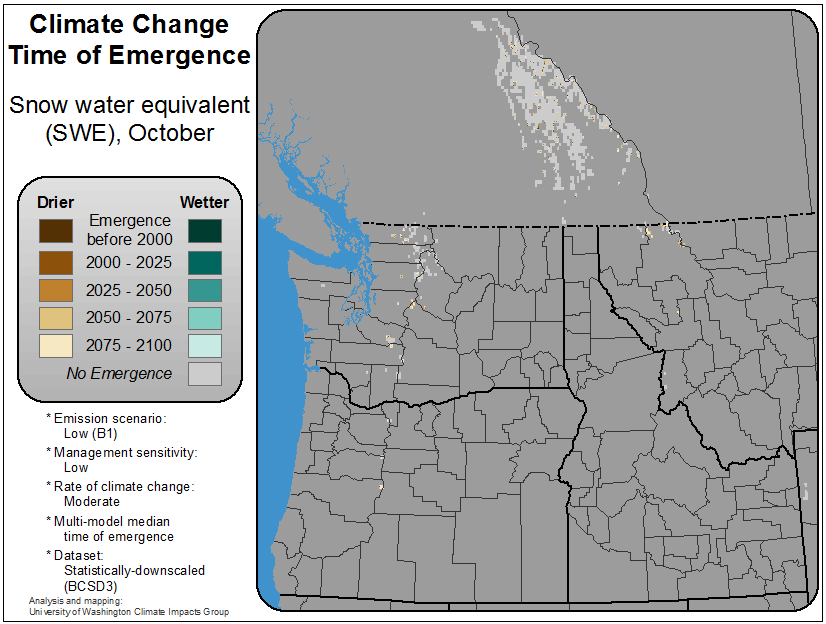 Climate Change
Time of Emergence
Snow water equivalent
(SWE), October
Drier
Wetter
Emergence
before 2000
2000 - 2025
2025 - 2050
2050 - 2075
2075 - 2100
No Emergence
* Emission scenario:
Low (B1)
* Management sensitivity:
Low
* Rate of climate change:
Moderate
* Multi-model median
time of emergence
* Dataset:
Statistically-downscaled
(BCSD3)
Analysis and mapping:
University of Washington Climate Impacts Group